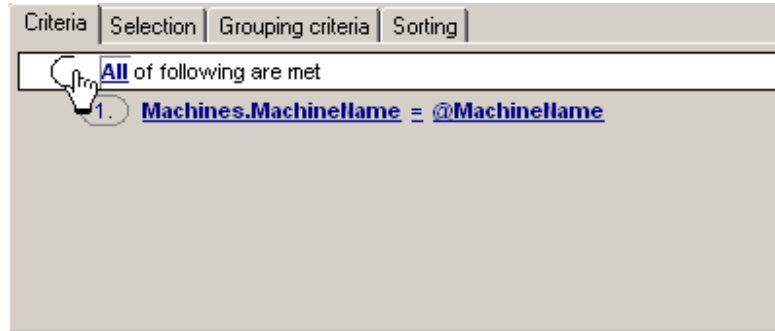 Criteria Selection Grouping criteria Sorting
All of following are met
1. Machines.MachineName = @MachineName